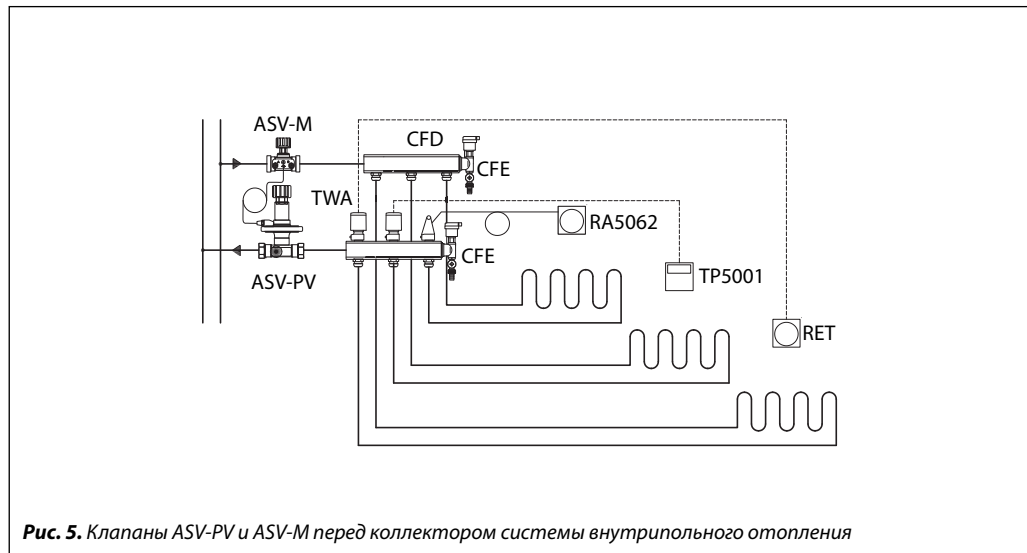 ASV-M
CFD
CFE
TWA
RA5062
CFE
TP5001
ASV-PV
RET
Рис. 5. Клапаны ASV-PV и ASV-M перед коллектором системы внутрипольного отопления